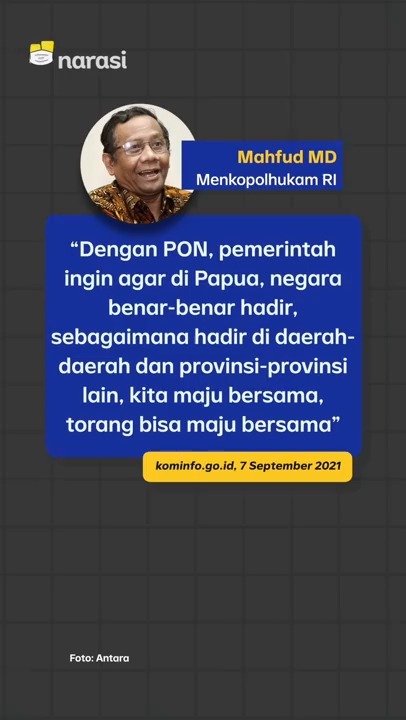 narasi
Mahfud MD
Menkopolhukam RI
“Dengan PON, pemerintah
ingin agar di Papua, negara
benar-benar hadir,
sebagaimana hadir di daerah-
daerah dan provinsi-provinsi
lain, kita maju bersama,
torang bisa maju bersama”
kominfo.go.id, 7 September 2021
Foto: Antara